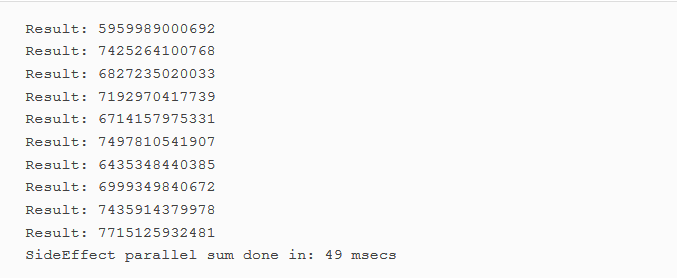 Result: 5959989000692
Result: 7425264100768
Result: 6827235020033
Result: 7192970417739
Result: 6714157975331
Result: 7497810541907
Result: 6435348440385
Result: 6999349840672
Result: 7435914379978
Result: 7715125932481
SideEffect parallel sum done in: 49 msecs